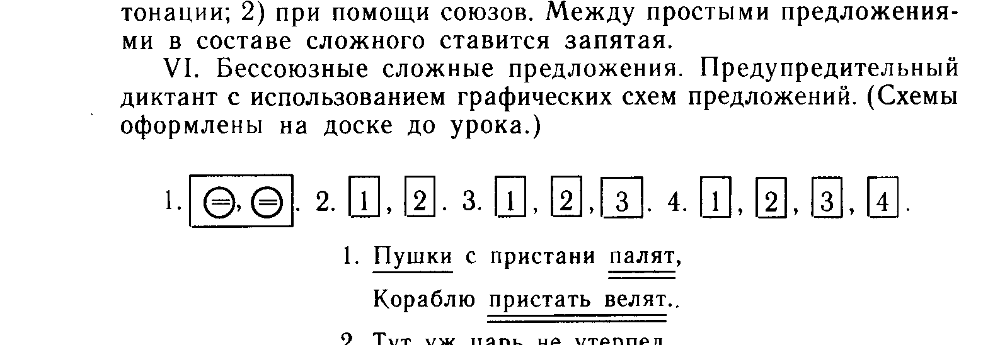 тонации; 2) при помощи союзов. Между простыми предложения-
ми в составе сложного ставится запятая.
VI. Бессоюзные сложные предложения. Предупредительный
диктант с использованием графических схем предложений. (Схемы
оформлены на доске до урока.)
1. =, =. 2. 1, 2. 3. 1, 2, 3. 4. 1, 2, 3, 4.
1. Пушки с пристани палят,
Кораблю пристать велят..
2. Тут уж царь не утерпел